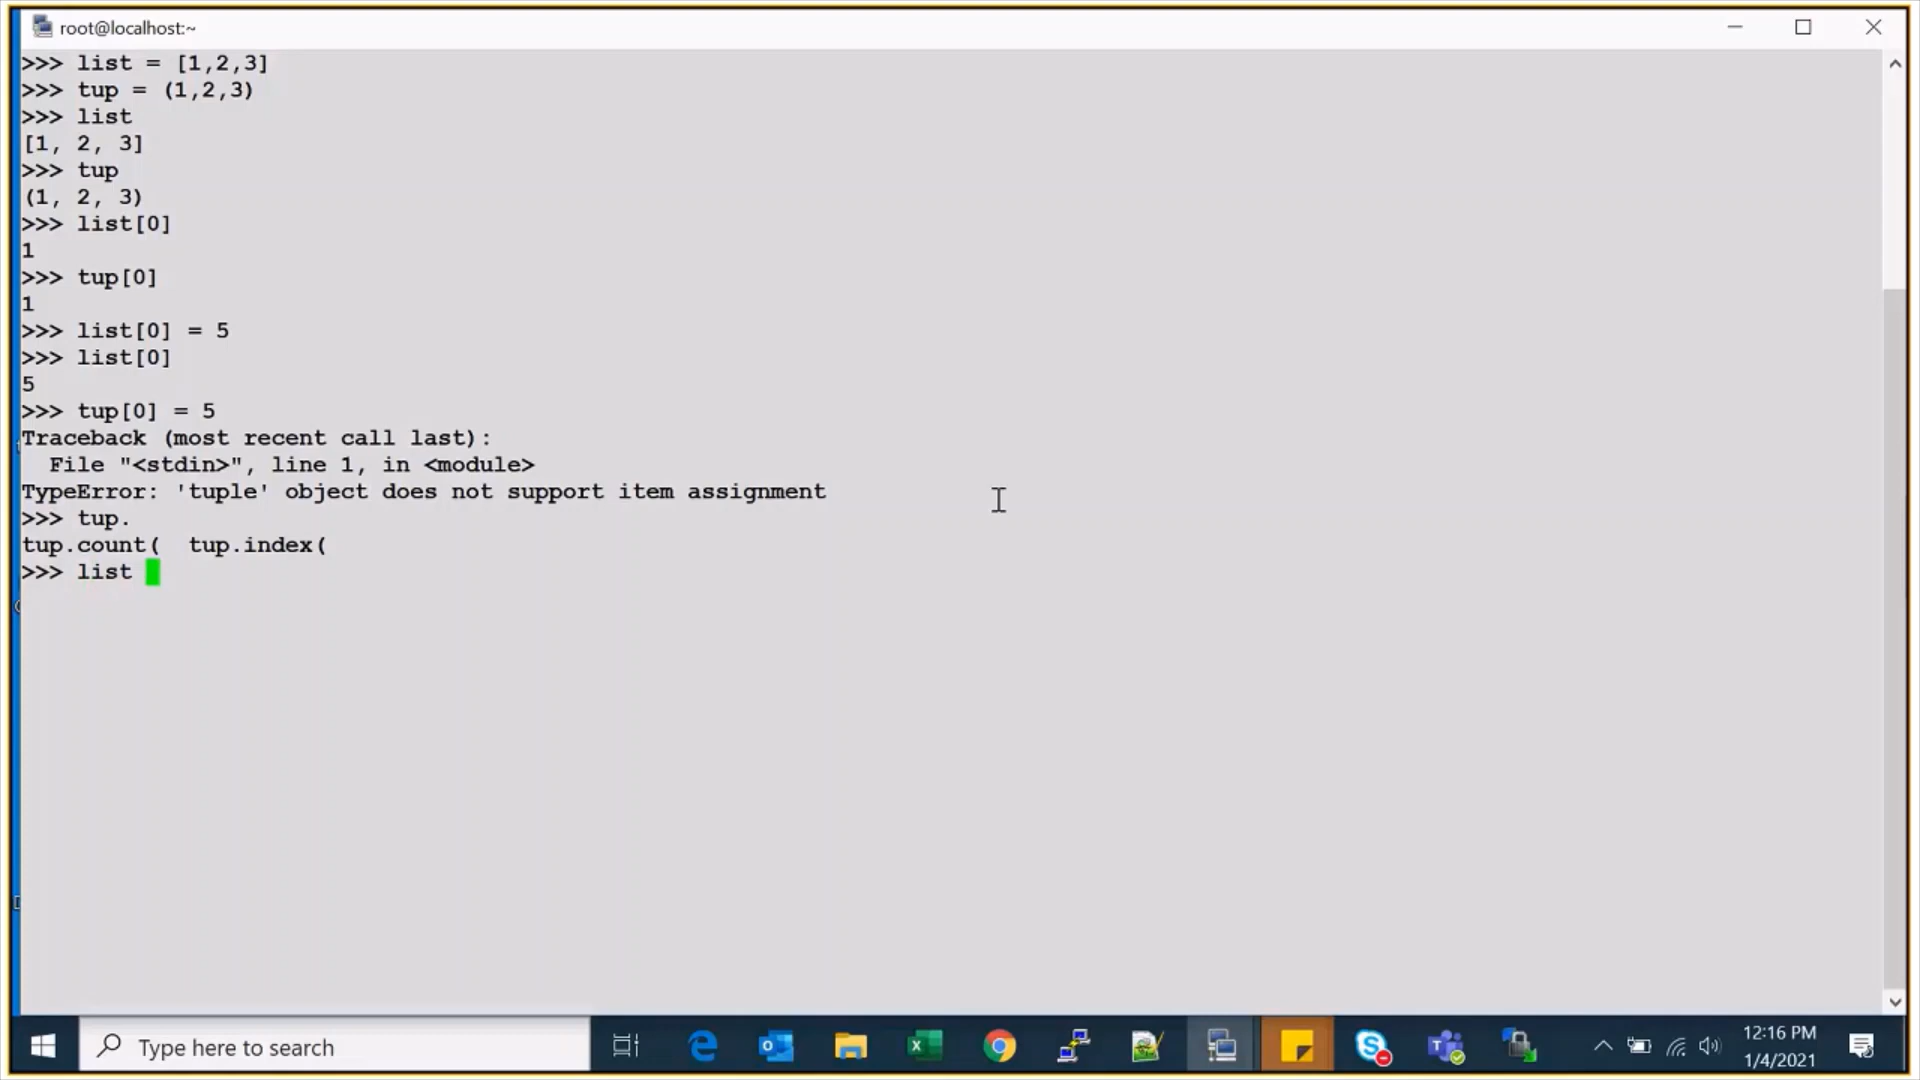 root@localhost:~
>>> list = [1,2,3]
>>> tup = (1,2,3)
>>> list
[1, 2, 3]
>>> tup
(1, 2, 3)
>>> list[0]
1
>>> tup[0]
1
>>> list[0] = 5
>>> list[0]
5
>>> tup[0] = 5
Traceback (most recent call last):
  File "<stdin>", line 1, in <module>
TypeError: 'tuple' object does not support item assignment
>>> tup.
tup.count(  tup.index(
>>> list
Type here to search
12:16 PM
1/4/2021